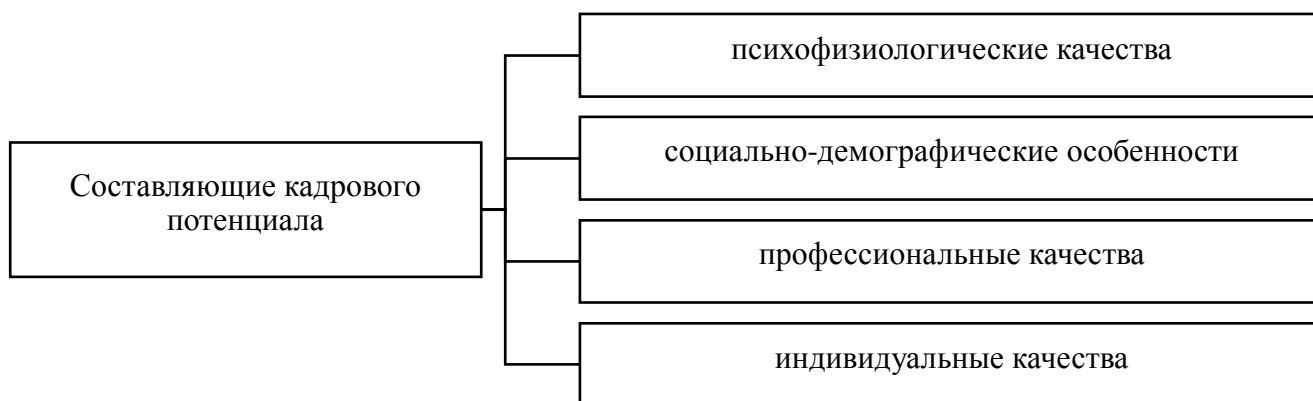 Составляющие кадрового
потенциала
психофизиологические качества
социально-демографические особенности
профессиональные качества
индивидуальные качества